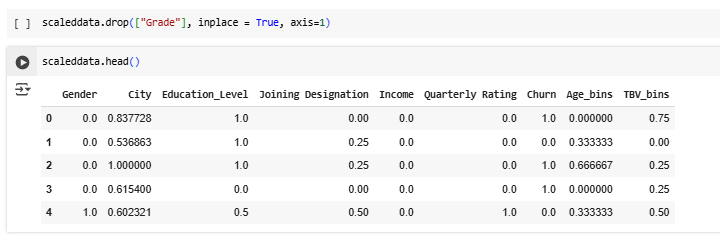 [ ] scaleddata.drop(["Grade"], inplace = True, axis=1)
scaleddata.head()
Gender City Education_Level Joining Designation Income Quarterly Rating Churn Age_bins TBV_bins
0 0.0 0.837728 1.0 0.00 0.0 0.0 1.0 0.000000 0.75
1 0.0 0.536863 1.0 0.25 0.0 0.0 0.0 0.333333 0.00
2 0.0 1.000000 1.0 0.25 0.0 0.0 1.0 0.666667 0.25
3 0.0 0.615400 0.0 0.00 0.0 0.0 1.0 0.000000 0.25
4 1.0 0.602321 0.5 0.50 0.0 1.0 0.0 0.333333 0.50